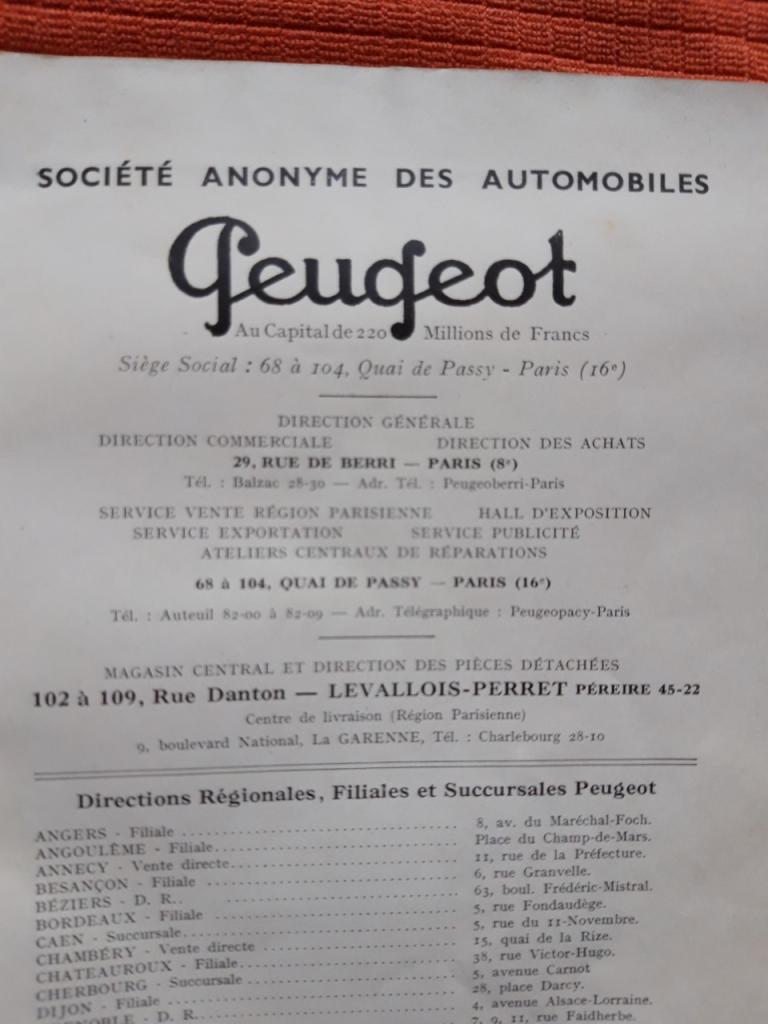 SOCIÉTÉ ANONYME DES AUTOMOBILES
Peugeot
Au Capital de 220 Millions de Francs
Siège Social : 68 à 104, Quai de Passy - Paris (16e)
DIRECTION GÉNÉRALE
DIRECTION COMMERCIALE DIRECTION DES ACHATS
29, RUE DE BERRI — PARIS (8e)
Tél. : Balzac 28-30 — Adr. Tél. : Peugeoberri-Paris
SERVICE VENTE RÉGION PARISIENNE HALL D'EXPOSITION
SERVICE EXPORTATION SERVICE PUBLICITÉ
ATELIERS CENTRAUX DE RÉPARATIONS
68 à 104, QUAI DE PASSY — PARIS (16e)
Tél. : Auteuil 82-00 à 82-09 — Adr. Télégraphique : Peugeopacy-Paris
MAGASIN CENTRAL ET DIRECTION DES PIÈCES DÉTACHÉES
102 à 109, Rue Danton — LEVALLOIS-PERRET PÉREIRE 45-22
Centre de livraison (Région Parisienne)
9, boulevard National, La GARENNE, Tél. : Charlebourg 28-10
Directions Régionales, Filiales et Succursales Peugeot
ANGERS - Filiale 8, av. du Maréchal-Foch.
ANGOULÊME - Filiale Place du Champ-de-Mars.
ANNECY - Vente directe 11, rue de la Préfecture.
BESANÇON - Filiale 6, rue Granvelle.
BÉZIERS - D. R. 63, boul. Frédéric-Mistral.
BORDEAUX - Filiale 5, rue Fondaudège.
CAEN - Succursale 5, rue du 11-Novembre.
CHAMBÉRY - Vente directe 15, quai de la Rize.
CHATEAUROUX - Filiale 38, rue Victor-Hugo.
CHERBOURG - Succursale 5, avenue Carnot
DIJON - Filiale 28, place Darcy.
GRENOBLE - D. R. 4, avenue Alsace-Lorraine.
7, 9, 11, rue Faidherbe.